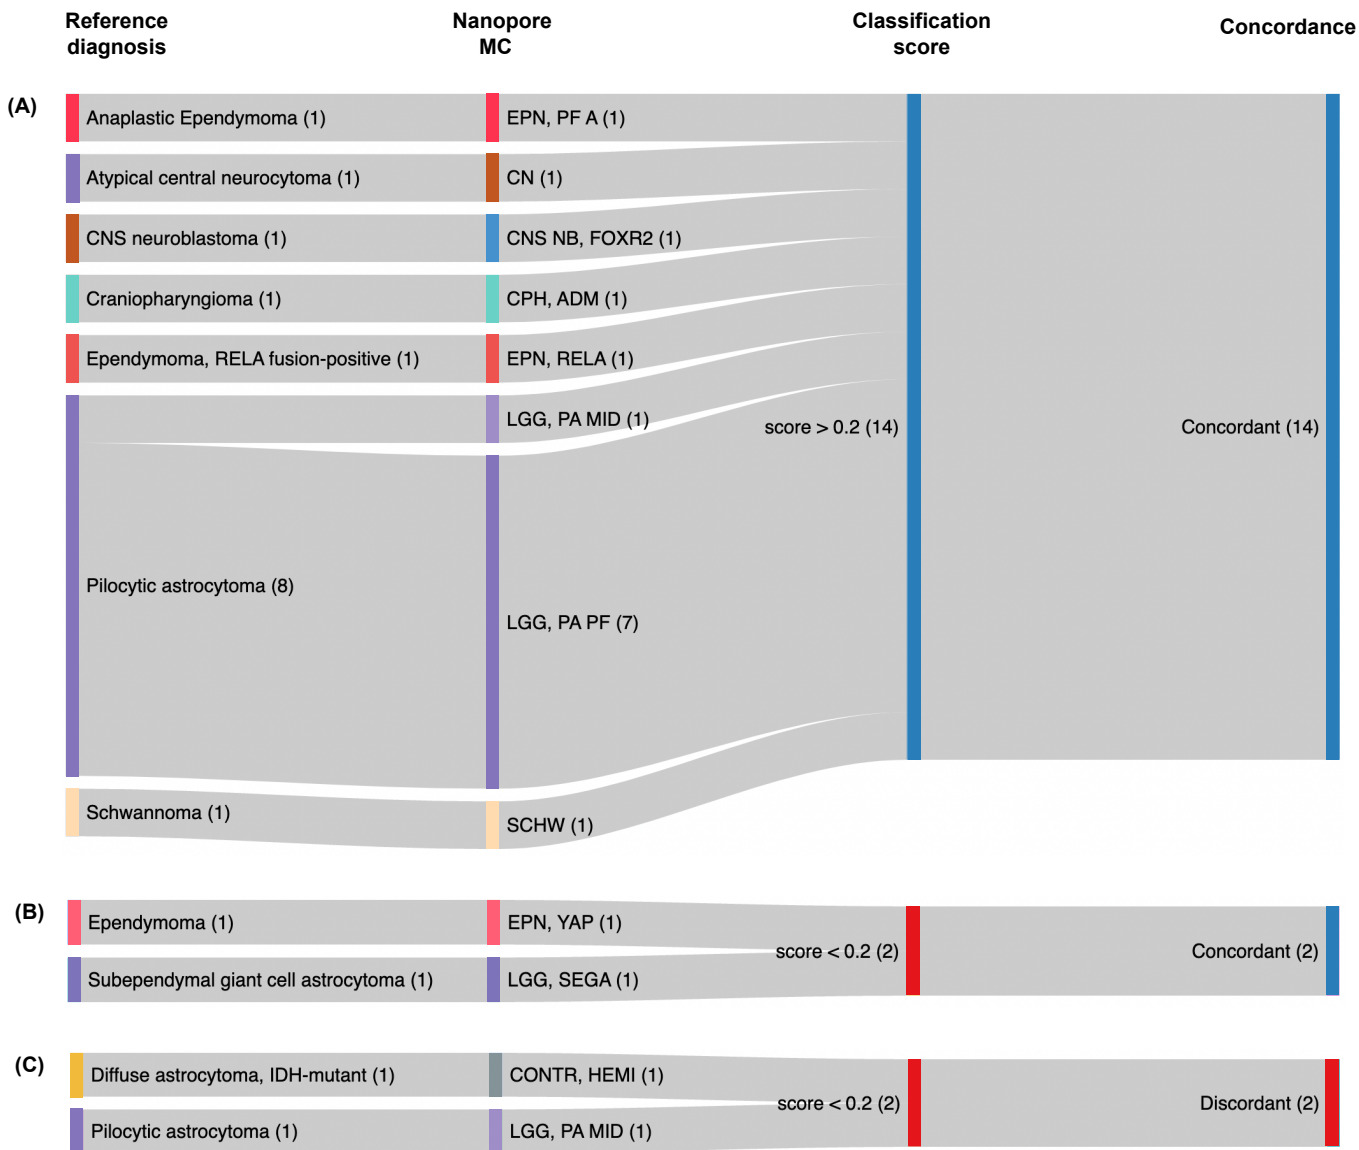 Reference
diagnosis
Nanopore
MC
Classification
score
Concordance
(A)
Anaplastic Ependymoma (1)
EPN, PF A (1)
Atypical central neurocytoma (1)
CN (1)
CNS neuroblastoma (1)
CNS NB, FOXR2 (1)
Craniopharyngioma (1)
CPH, ADM (1)
Ependymoma, RELA fusion-positive (1)
EPN, RELA (1)
LGG, PA MID (1)
score > 0.2 (14)
Concordant (14)
Pilocytic astrocytoma (8)
LGG, PA PF (7)
Schwannoma (1)
SCHW (1)
(B)
Ependymoma (1)
EPN, YAP (1)
score < 0.2 (2)
Concordant (2)
Subependymal giant cell astrocytoma (1)
LGG, SEGA (1)
(C)
Diffuse astrocytoma, IDH-mutant (1)
CONTR, HEMI (1)
score < 0.2 (2)
Discordant (2)
Pilocytic astrocytoma (1)
LGG, PA MID (1)